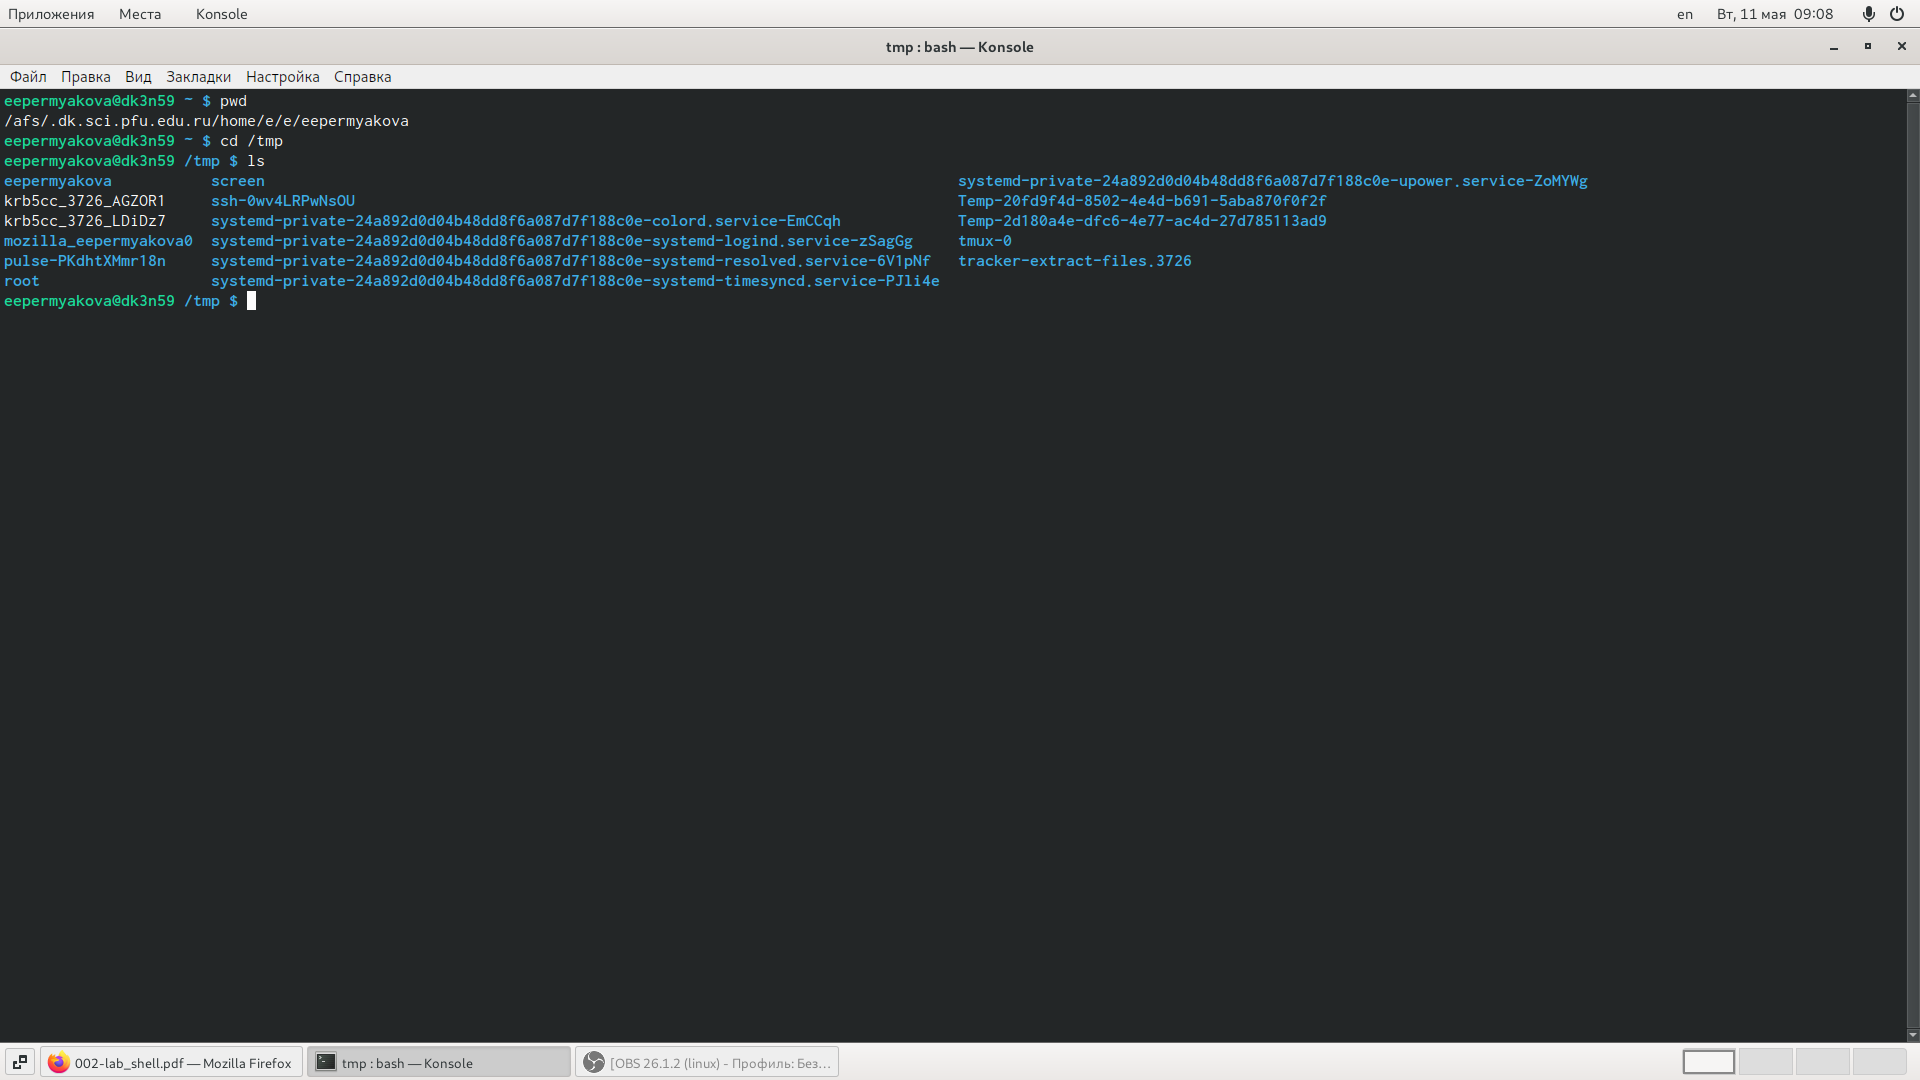 Приложения Места Konsole en Вт, 11 мая 09:08
tmp : bash — Konsole
Файл Правка Вид Закладки Настройка Справка
eepermyakova@dk3n59 ~ $ pwd
/afs/.dk.sci.pfu.edu.ru/home/e/e/eepermyakova
eepermyakova@dk3n59 ~ $ cd /tmp
eepermyakova@dk3n59 /tmp $ ls
eepermyakova screen systemd-private-24a892d0d04b48dd8f6a087d7f188c0e-upower.service-ZoMYWg
krb5cc_3726_AGZOR1 ssh-0wv4LRPwNsOU Temp-20fd9f4d-8502-4e4d-b691-5aba870f0f2f
krb5cc_3726_LDiDz7 systemd-private-24a892d0d04b48dd8f6a087d7f188c0e-colord.service-EmCCqh Temp-2d180a4e-dfc6-4e77-ac4d-27d785113ad9
mozilla_eepermyakova0 systemd-private-24a892d0d04b48dd8f6a087d7f188c0e-systemd-logind.service-zSagGg tmux-0
pulse-PKdhtXMmr18n systemd-private-24a892d0d04b48dd8f6a087d7f188c0e-systemd-resolved.service-6V1pNf tracker-extract-files.3726
root systemd-private-24a892d0d04b48dd8f6a087d7f188c0e-systemd-timesyncd.service-PJli4e
eepermyakova@dk3n59 /tmp $
002-lab_shell.pdf — Mozilla Firefox tmp : bash — Konsole [OBS 26.1.2 (linux) - Профиль: Без…